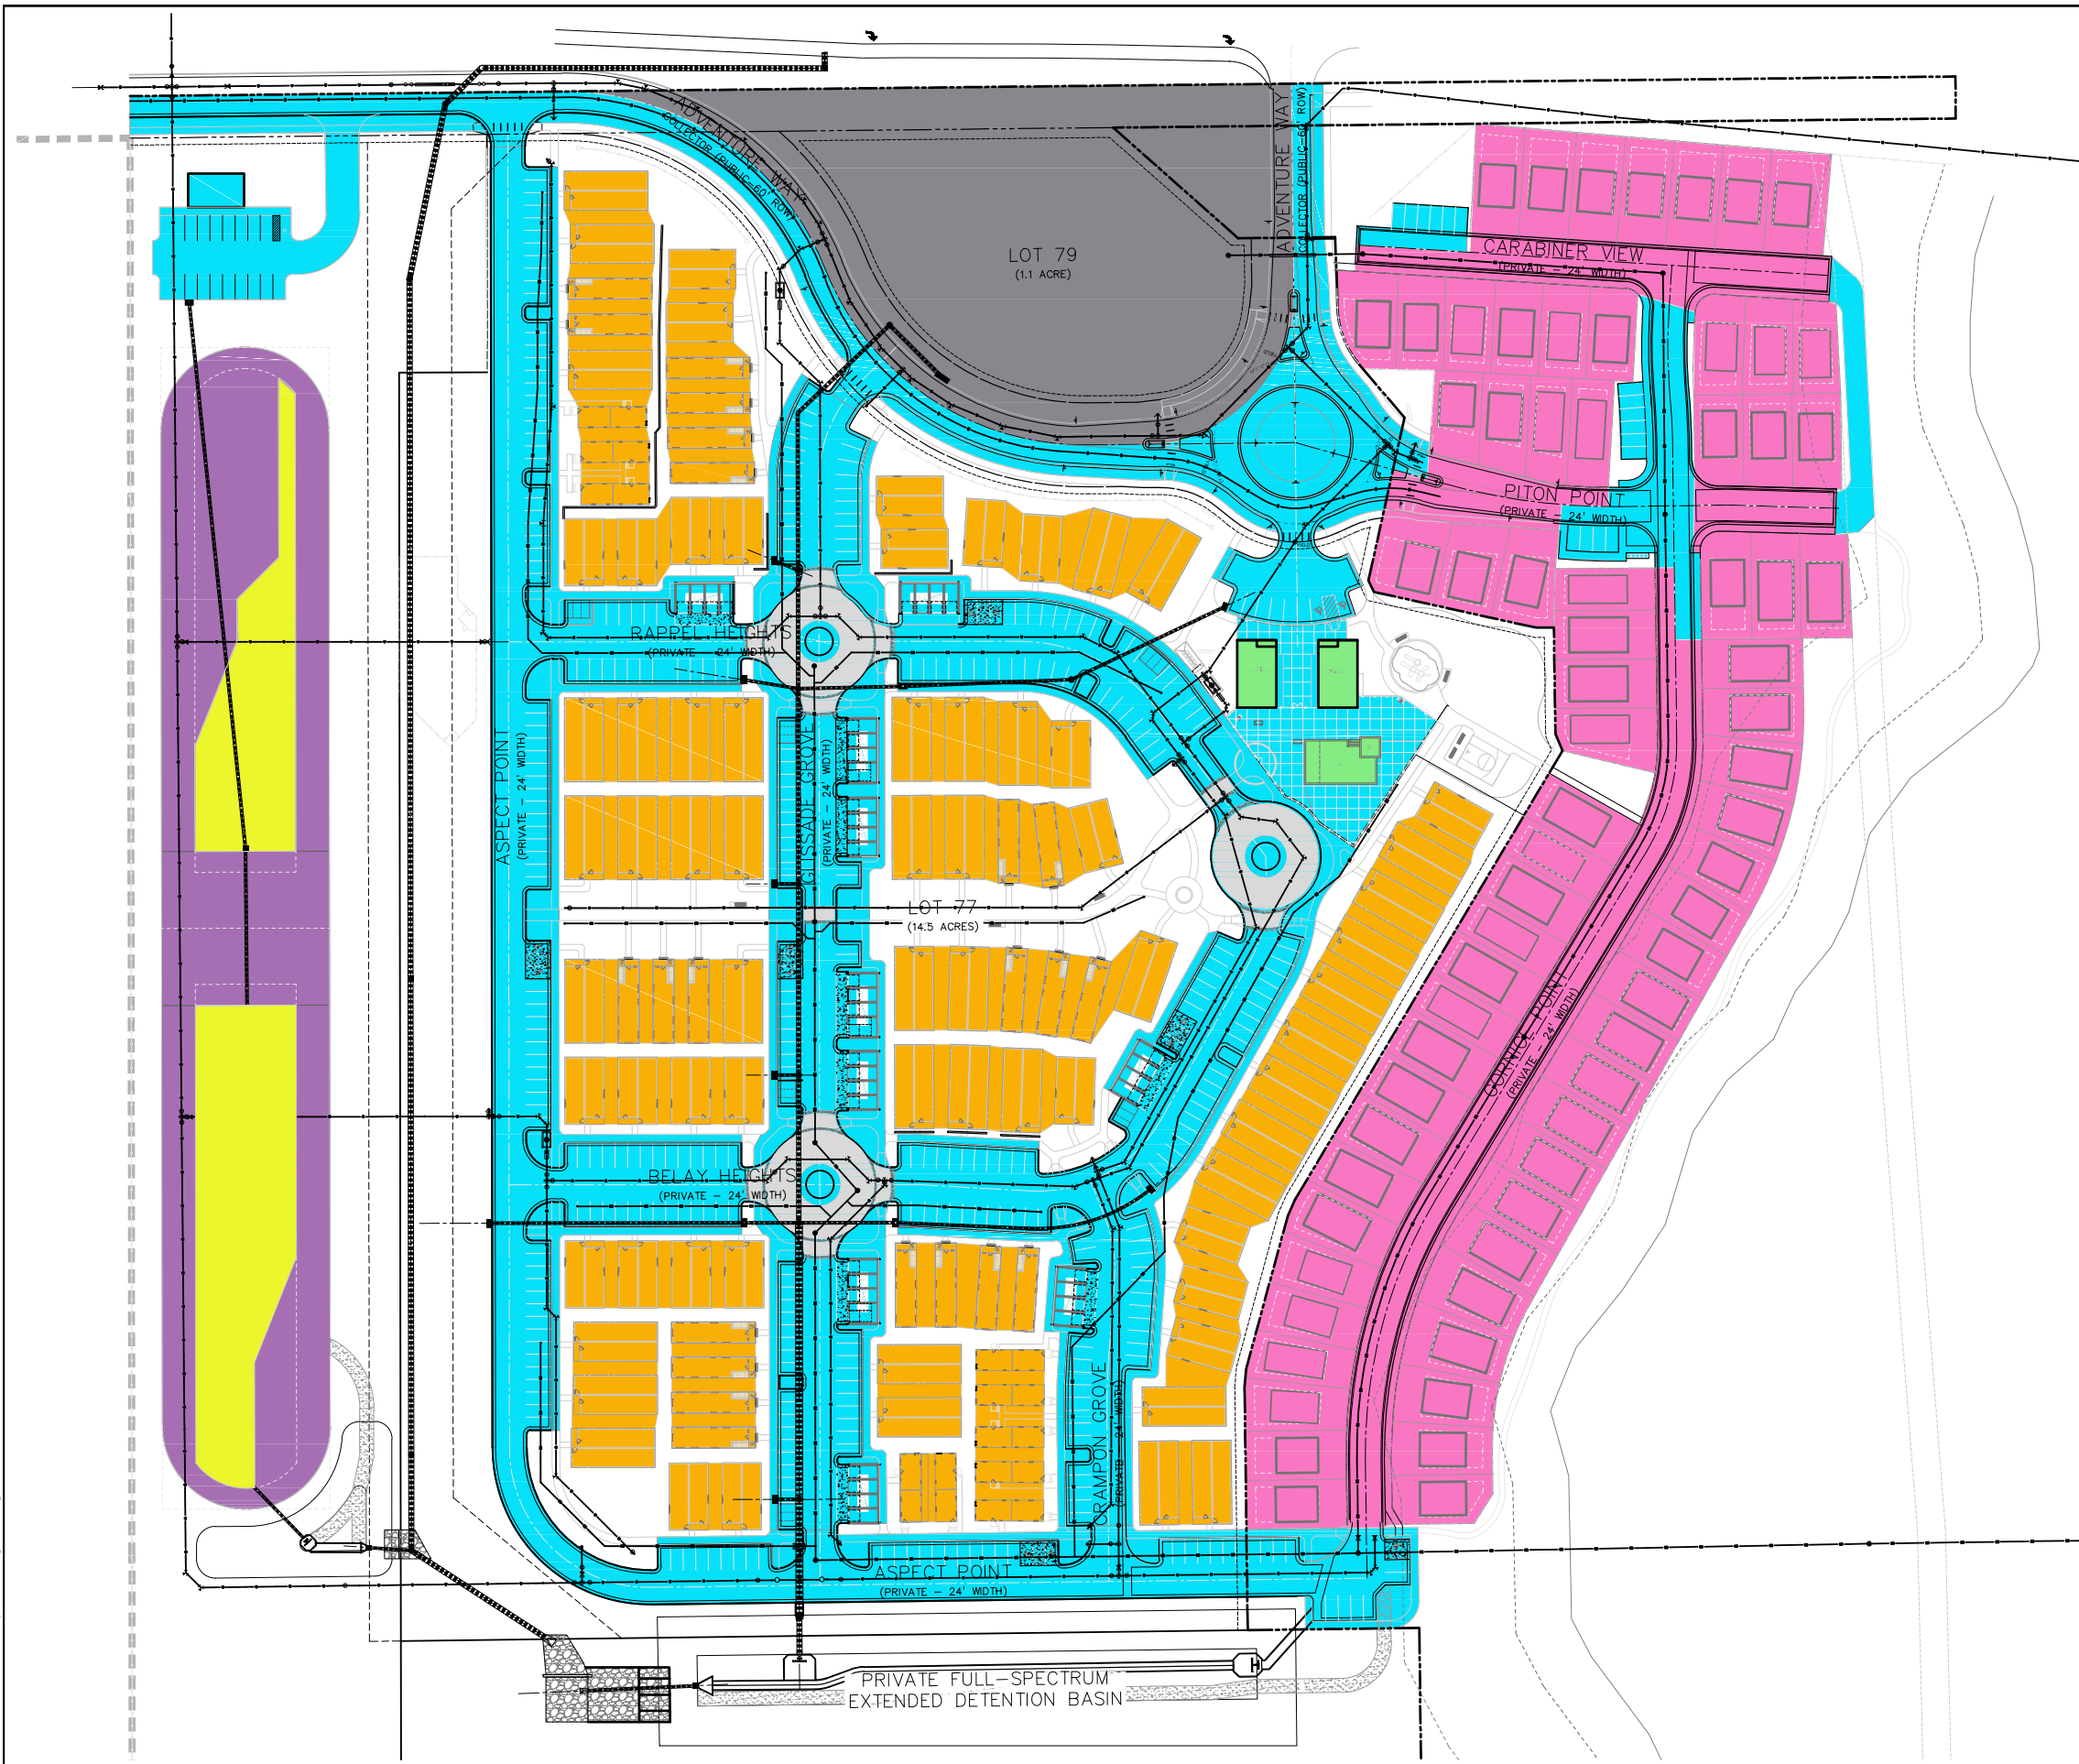 ADVENTURE WAY
COLLECTOR (PUBLIC-60' ROW)
ADVENTURE WAY
COLLECTOR (PUBLIC-60' ROW)
LOT 79
(1.1 ACRE)
CARABINER VIEW
(PRIVATE - 24' WIDTH)
PITON POINT
(PRIVATE - 24' WIDTH)
RAPPEL HEIGHTS
(PRIVATE - 24' WIDTH)
ASPECT POINT
(PRIVATE - 24' WIDTH)
GLISSADE GROVE
(PRIVATE - 24' WIDTH)
LOT 77
(14.5 ACRES)
CORNICE POINT
(PRIVATE - 24' WIDTH)
BELAY HEIGHTS
(PRIVATE - 24' WIDTH)
CRAMPON GROVE
(PRIVATE - 24' WIDTH)
ASPECT POINT
(PRIVATE - 24' WIDTH)
PRIVATE FULL-SPECTRUM
EXTENDED DETENTION BASIN